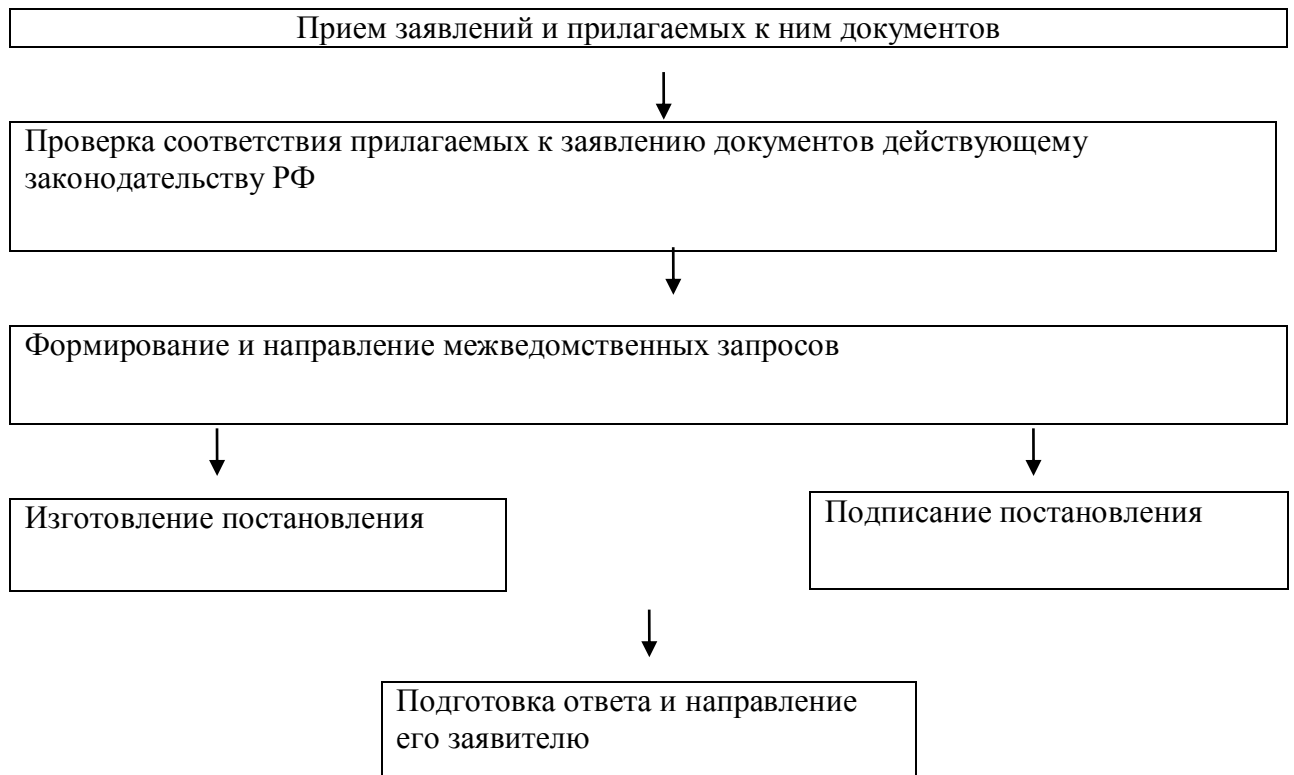 Прием заявлений и прилагаемых к ним документов
Проверка соответствия прилагаемых к заявлению документов действующему
законодательству РФ
Формирование и направление межведомственных запросов
Изготовление постановления
Подписание постановления
Подготовка ответа и направление
его заявителю